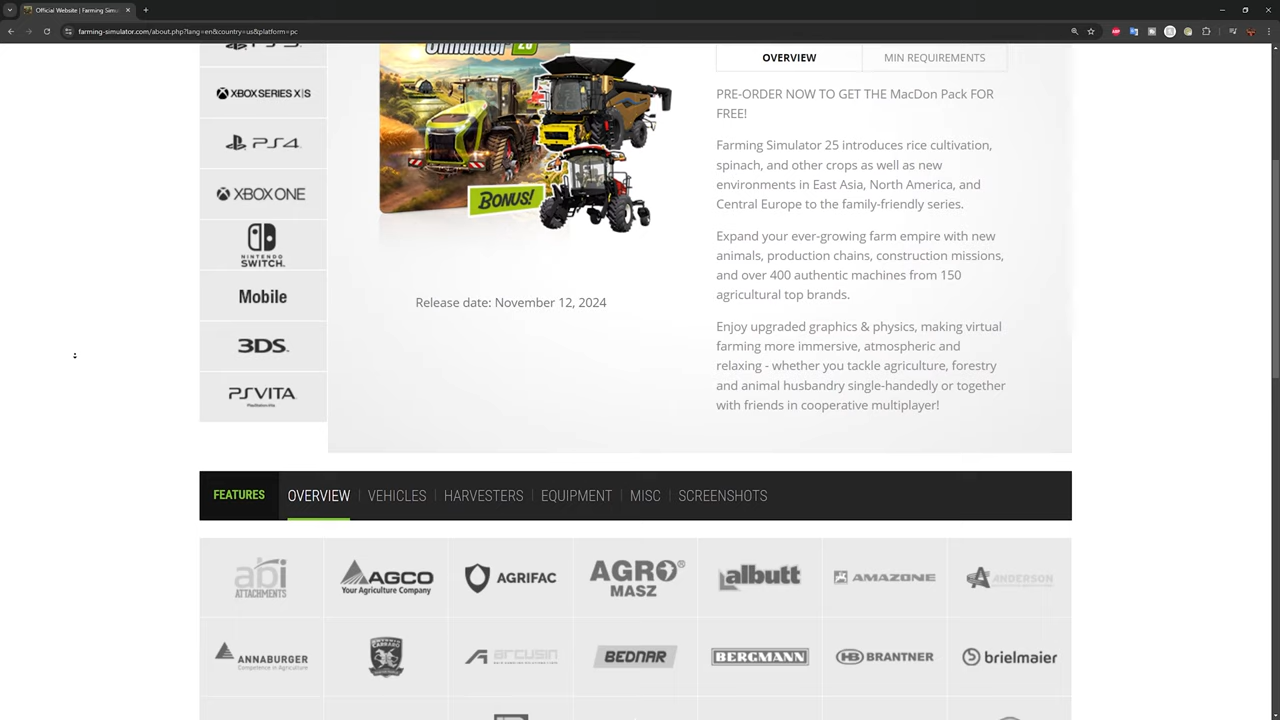 Official Website | Farming Simu
farming-simulator.com/about.php?lang=en&country=us&platform=pc
XBOX SERIES X|S
PS4
XBOX ONE
NINTENDO
SWITCH
Mobile
3DS
PSVITA
Simulator 25
BONUS!
Release date: November 12, 2024
OVERVIEW
MIN REQUIREMENTS
PRE-ORDER NOW TO GET THE MacDon Pack FOR
FREE!
Farming Simulator 25 introduces rice cultivation,
spinach, and other crops as well as new
environments in East Asia, North America, and
Central Europe to the family-friendly series.
Expand your ever-growing farm empire with new
animals, production chains, construction missions,
and over 400 authentic machines from 150
agricultural top brands.
Enjoy upgraded graphics & physics, making virtual
farming more immersive, atmospheric and
relaxing - whether you tackle agriculture, forestry
and animal husbandry single-handedly or together
with friends in cooperative multiplayer!
FEATURES
OVERVIEW | VEHICLES | HARVESTERS | EQUIPMENT | MISC | SCREENSHOTS
abi
ATTACHMENTS
AGCO
Your Agriculture Company
AGRIFAC
AGRO
MASZ
albutt
AMAZONE
ANDERSON
ANNABURGER
Competence in Agriculture
ARCUSIN
BEDNAR
BERGMANN
HB BRANTNER
brielmaier